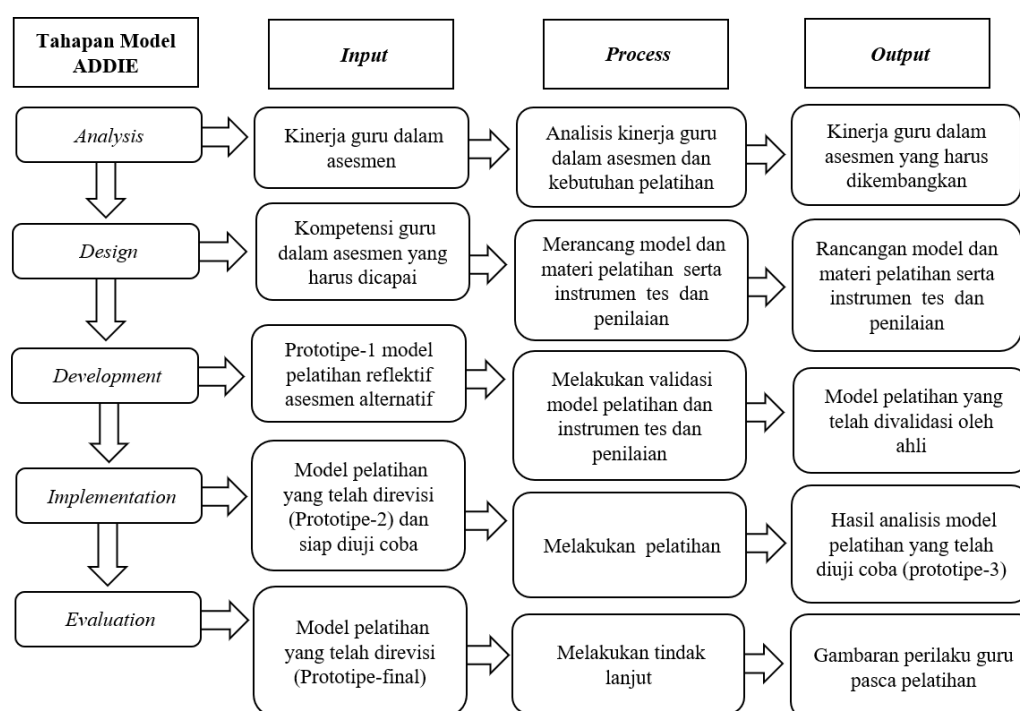 Tahapan Model
ADDIE
Input
Process
Output
Analysis
Kinerja guru dalam
asesmen
Analisis kinerja guru
dalam asesmen dan
kebutuhan pelatihan
Kinerja guru dalam
asesmen yang harus
dikembangkan
Design
Kompetensi guru
dalam asesmen yang
harus dicapai
Merancang model dan
materi pelatihan serta
instrumen tes dan
penilaian
Rancangan model dan
materi pelatihan serta
instrumen tes dan
penilaian
Development
Prototipe-1 model
pelatihan reflektif
asesmen alternatif
Melakukan validasi
model pelatihan dan
instrumen tes dan
penilaian
Model pelatihan yang
telah divalidasi oleh
ahli
Implementation
Model pelatihan
yang telah direvisi
(Prototipe-2) dan
siap diuji coba
Melakukan pelatihan
Hasil analisis model
pelatihan yang telah
diuji coba (prototipe-3)
Evaluation
Model pelatihan
yang telah direvisi
(Prototipe-final)
Melakukan tindak
lanjut
Gambaran perilaku guru
pasca pelatihan